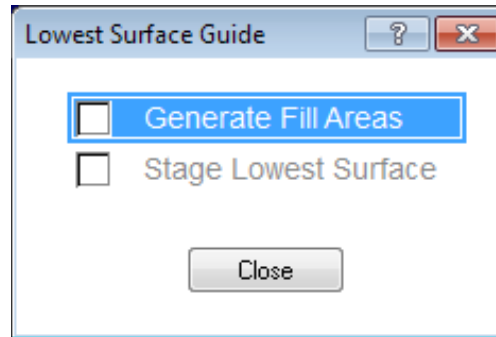 Lowest Surface Guide
Generate Fill Areas
Stage Lowest Surface
Close